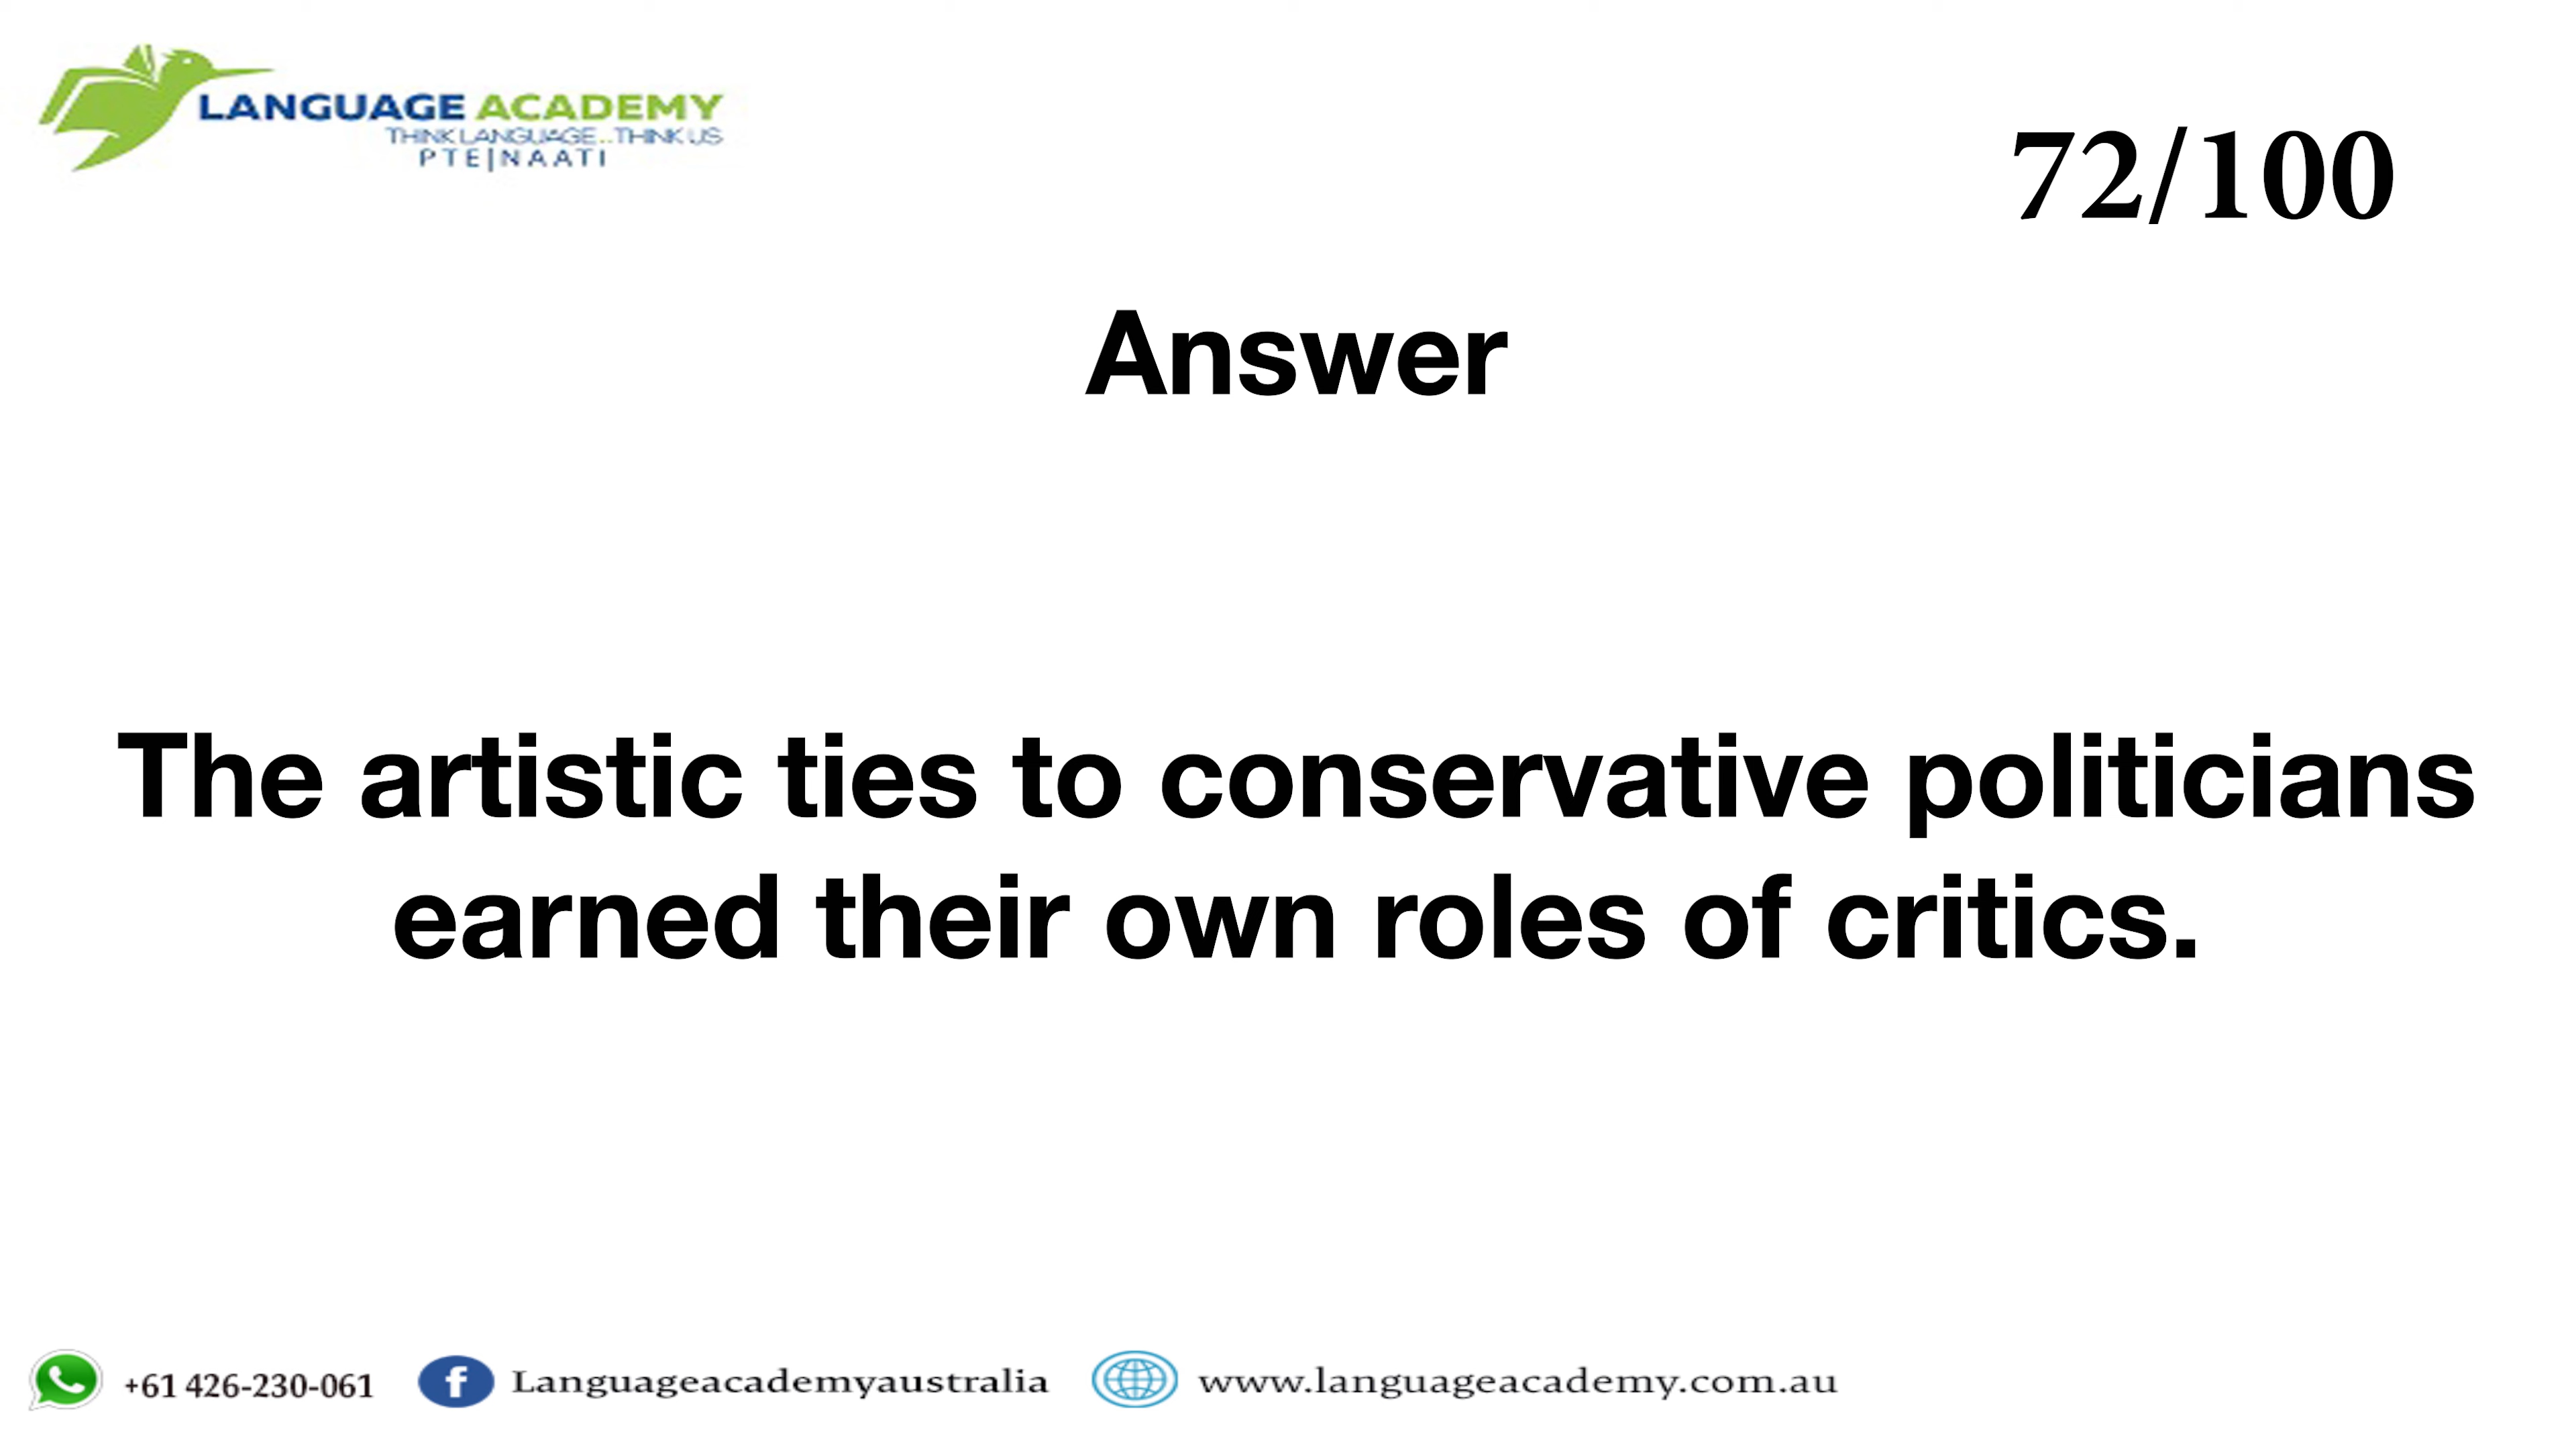 LANGUAGE ACADEMY
THINK LANGUAGE..THINK US
PTE|NAATI
72/100
Answer
The artistic ties to conservative politicians
earned their own roles of critics.
+61 426-230-061
Languageacademyaustralia
www.languageacademy.com.au